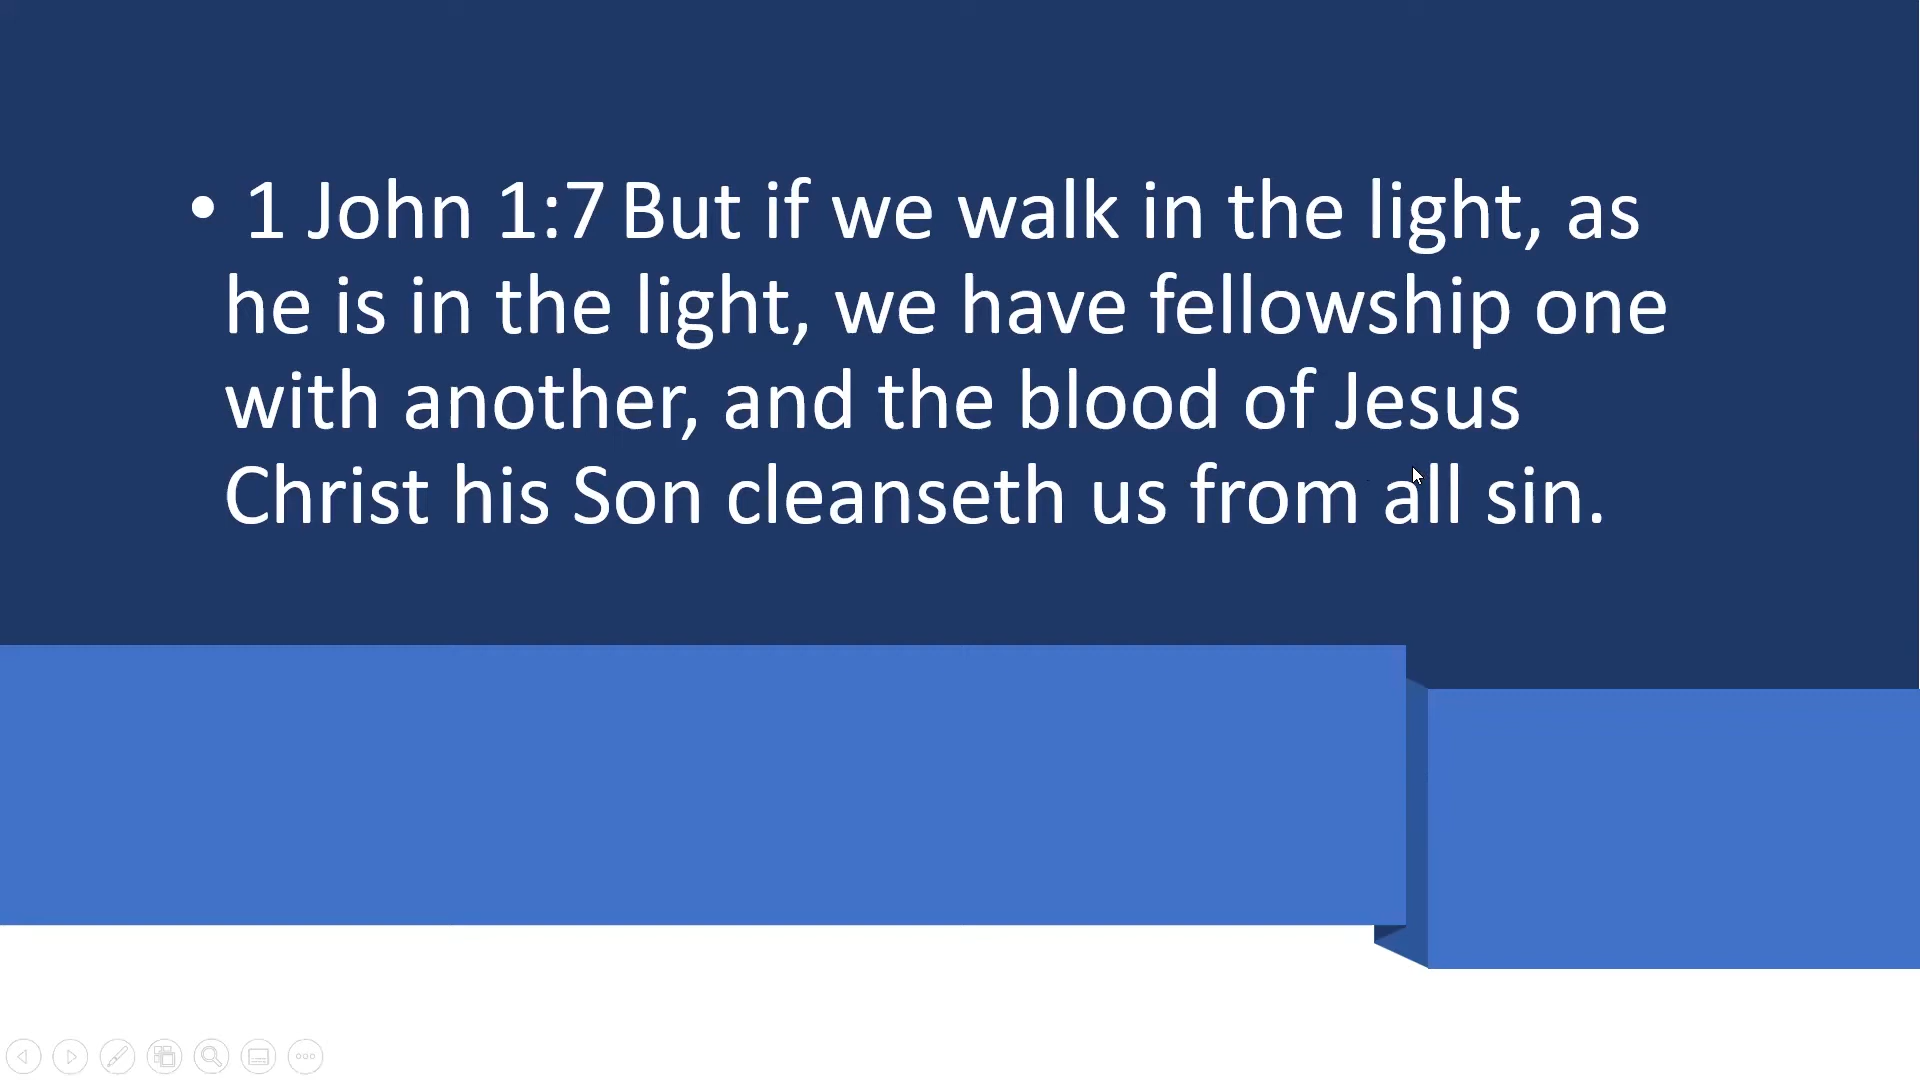 • 1 John 1:7 But if we walk in the light, as
he is in the light, we have fellowship one
with another, and the blood of Jesus
Christ his Son cleanseth us from all sin.